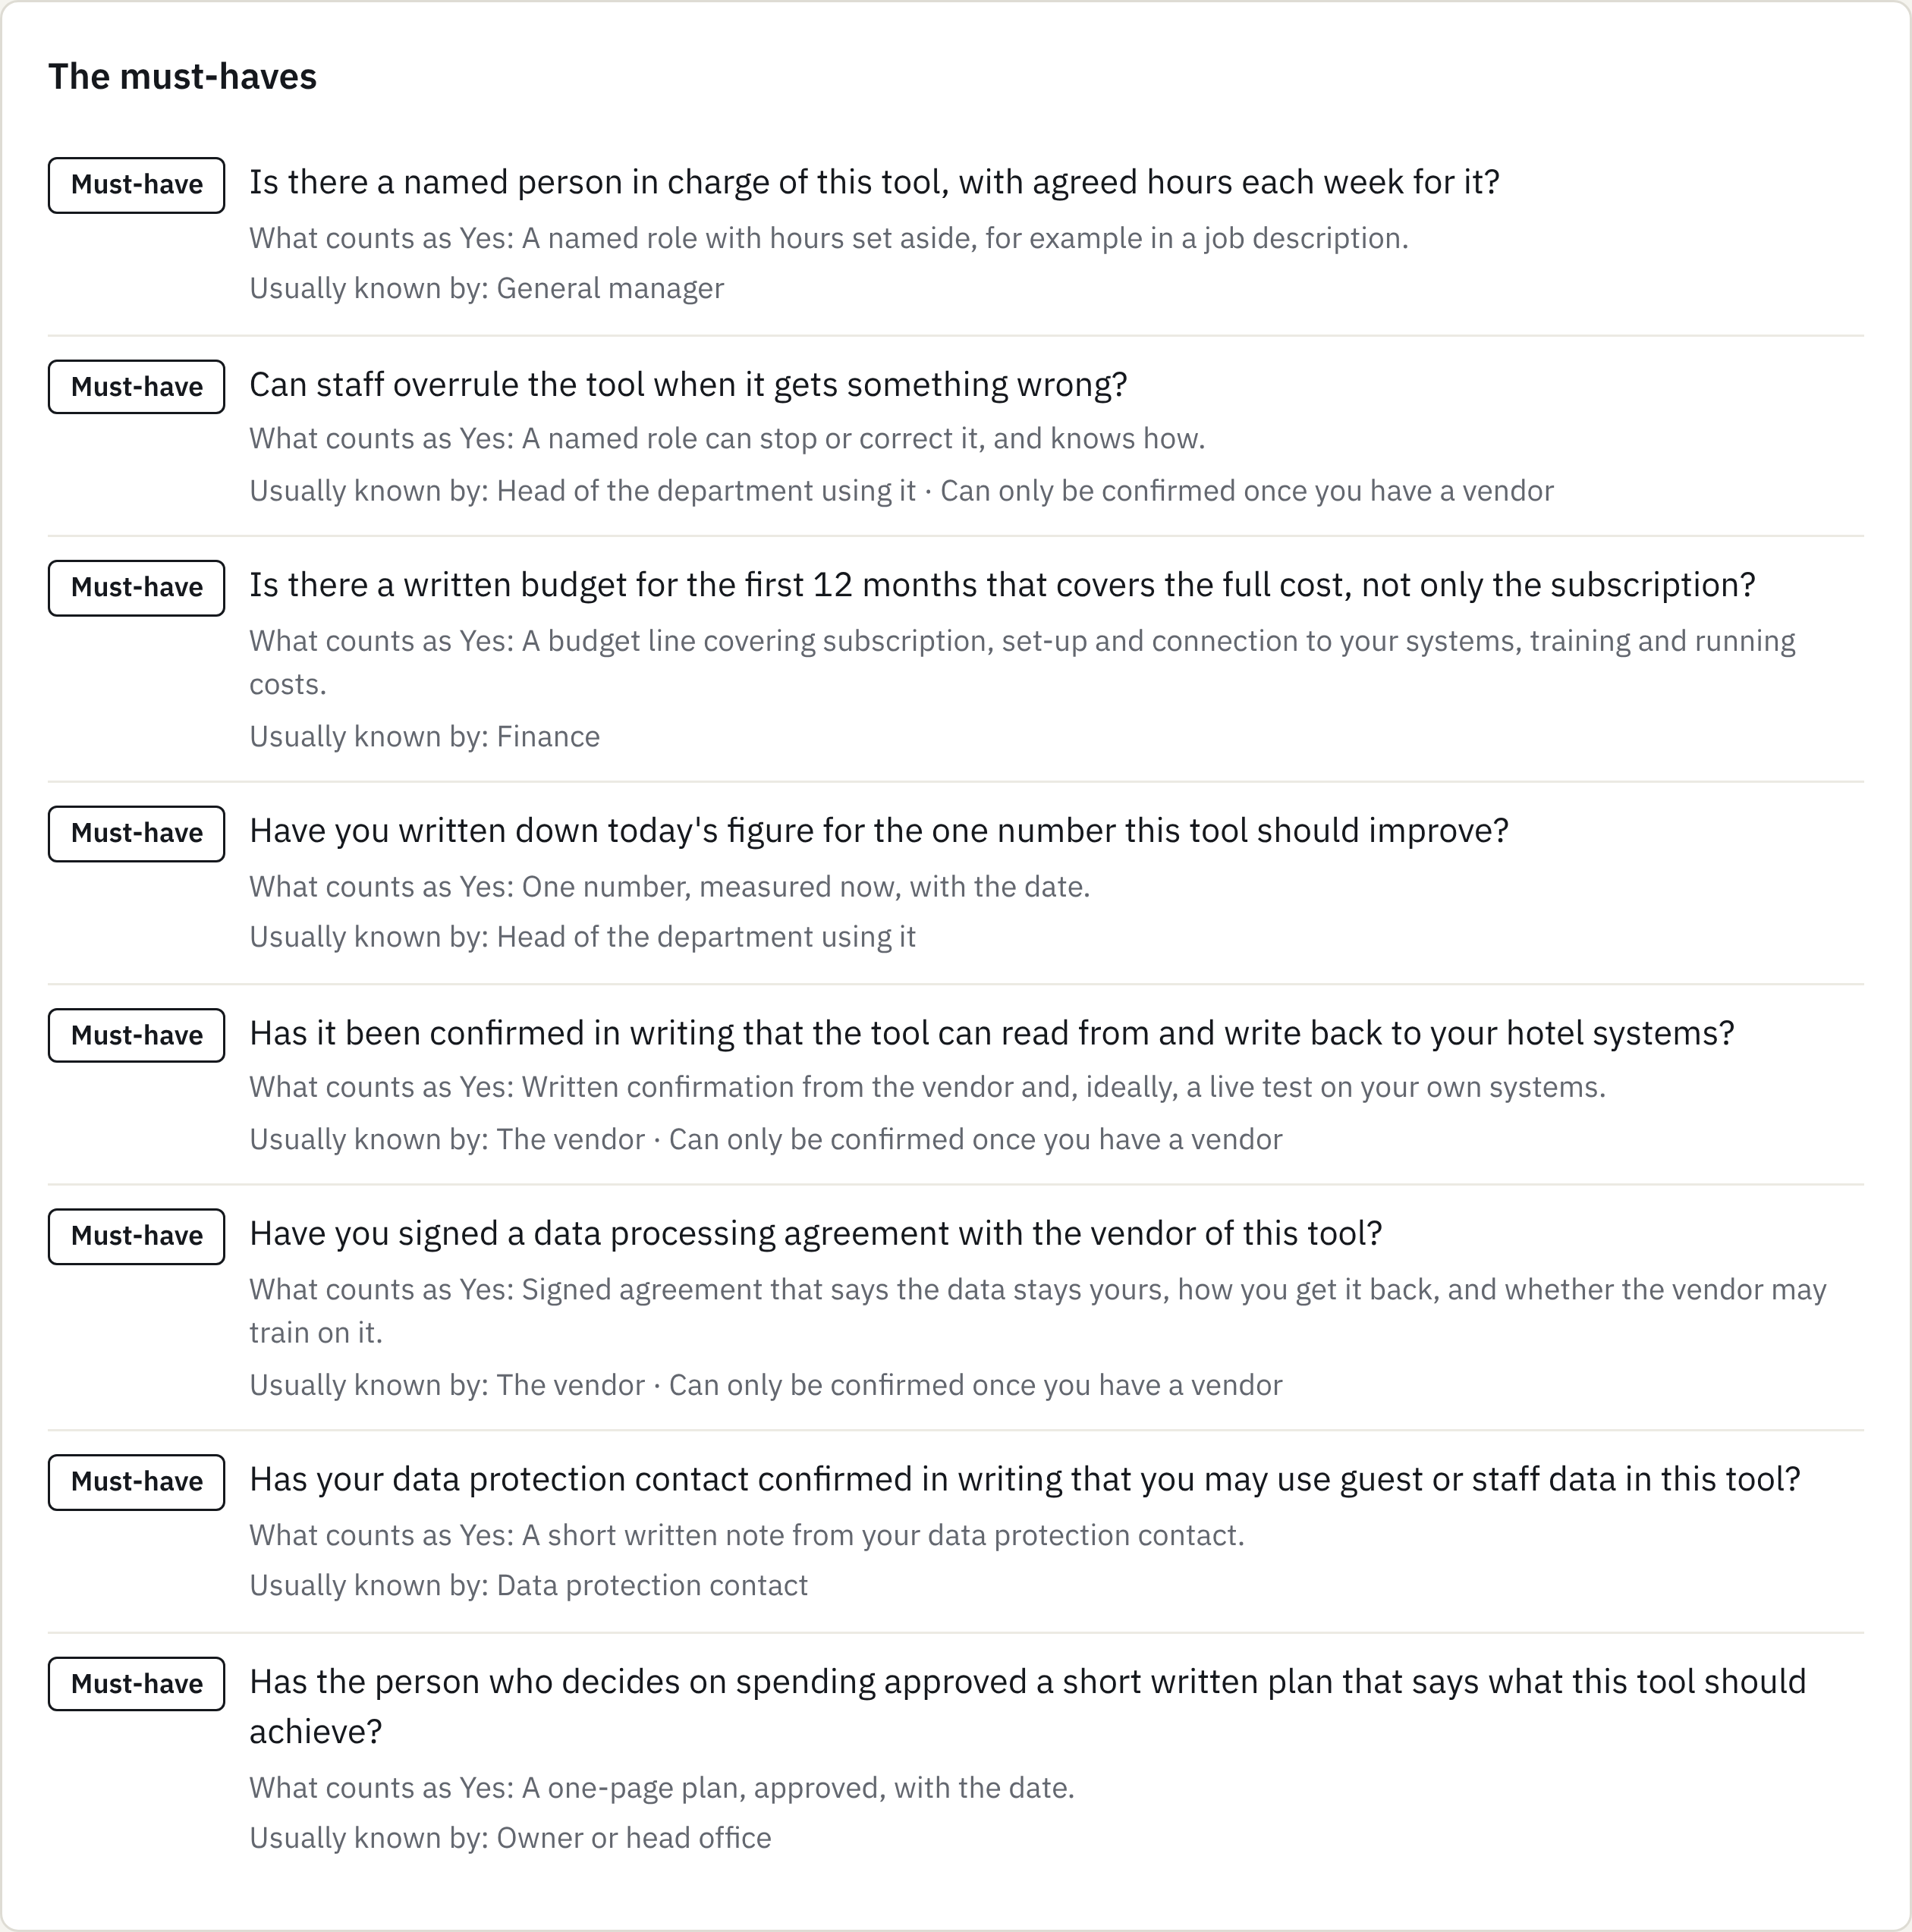 The must-haves
Must-have
Is there a named person in charge of this tool, with agreed hours each week for it?
What counts as Yes: A named role with hours set aside, for example in a job description.
Usually known by: General manager
Must-have
Can staff overrule the tool when it gets something wrong?
What counts as Yes: A named role can stop or correct it, and knows how.
Usually known by: Head of the department using it · Can only be confirmed once you have a vendor
Must-have
Is there a written budget for the first 12 months that covers the full cost, not only the subscription?
What counts as Yes: A budget line covering subscription, set-up and connection to your systems, training and running
costs.
Usually known by: Finance
Must-have
Have you written down today's figure for the one number this tool should improve?
What counts as Yes: One number, measured now, with the date.
Usually known by: Head of the department using it
Must-have
Has it been confirmed in writing that the tool can read from and write back to your hotel systems?
What counts as Yes: Written confirmation from the vendor and, ideally, a live test on your own systems.
Usually known by: The vendor · Can only be confirmed once you have a vendor
Must-have
Have you signed a data processing agreement with the vendor of this tool?
What counts as Yes: Signed agreement that says the data stays yours, how you get it back, and whether the vendor may
train on it.
Usually known by: The vendor · Can only be confirmed once you have a vendor
Must-have
Has your data protection contact confirmed in writing that you may use guest or staff data in this tool?
What counts as Yes: A short written note from your data protection contact.
Usually known by: Data protection contact
Must-have
Has the person who decides on spending approved a short written plan that says what this tool should
achieve?
What counts as Yes: A one-page plan, approved, with the date.
Usually known by: Owner or head office